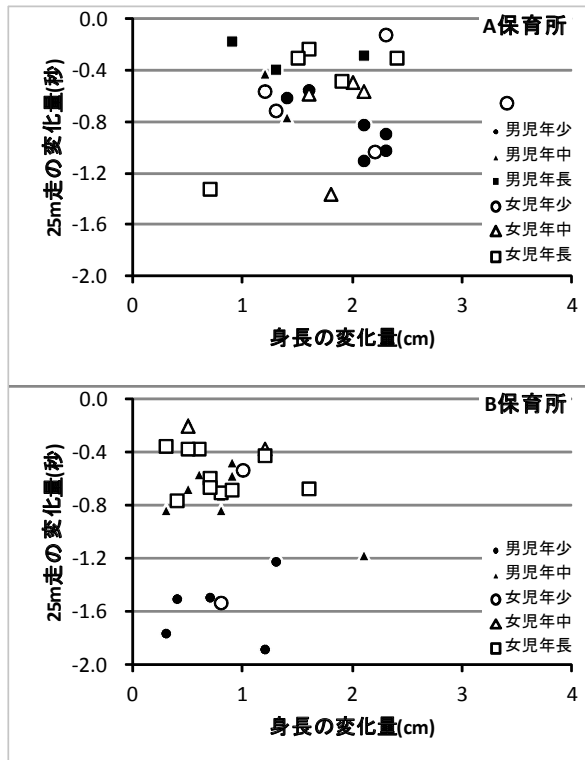 A保育所
0.0
-0.4
-0.8
-1.2
-1.6
-2.0
25m走の変化量(秒)
0 1 2 3 4
身長の変化量(cm)
男児年少
男児年中
男児年長
女児年少
女児年中
女児年長
B保育所
0.0
-0.4
-0.8
-1.2
-1.6
-2.0
25m走の変化量(秒)
0 1 2 3 4
身長の変化量(cm)
男児年少
男児年中
女児年少
女児年中
女児年長